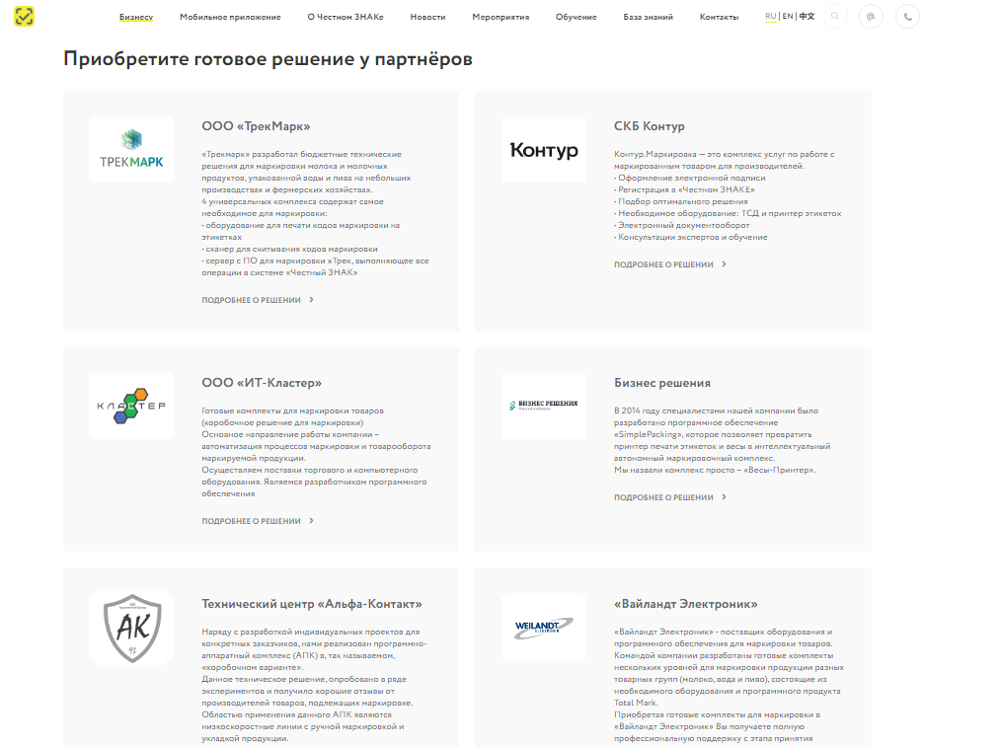 Бизнесу Мобильное приложение О Честном ЗНАКе Новости Мероприятия Обучение База знаний Контакты RU | EN | 中文
Приобретите готовое решение у партнёров
ТРЕКМАРК
ООО «ТрекМарк»
«Трекмарк» разработал бюджетные технические
решения для маркировки молока и молочных
продуктов, упакованной воды и пива на небольших
производствах и фермерских хозяйствах.
4 универсальных комплекса содержат самое
необходимое для маркировки:
• оборудование для печати кодов маркировки на
этикетках
• сканер для считывания кодов маркировки
• сервер с ПО для маркировки хТрек, выполняющее все
операции в системе «Честный ЗНАК»
ПОДРОБНЕЕ О РЕШЕНИИ
Контур
СКБ Контур
Контур.Маркировка — это комплекс услуг по работе с
маркированным товаром для производителей.
• Оформление электронной подписи
• Регистрация в «Честном ЗНАКЕ»
• Подбор оптимального решения
• Необходимое оборудование: ТСД и принтер этикеток
• Электронный документооборот
• Консультации экспертов и обучение
ПОДРОБНЕЕ О РЕШЕНИИ
КЛАСТЕР
ООО «ИТ-Кластер»
Готовые комплекты для маркировки товаров
(коробочное решение для маркировки)
Основное направление работы компании –
автоматизация процессов маркировки и товарооборота
маркируемой продукции.
Осуществляем поставки торгового и компьютерного
оборудования. Являемся разработчиком программного
обеспечения
ПОДРОБНЕЕ О РЕШЕНИИ
БИЗНЕС РЕШЕНИЯ
Бизнес решения
В 2014 году специалистами нашей компании было
разработано программное обеспечение
«SimplePacking», которое позволяет превратить
принтер печати этикеток и весы в интеллектуальный
автономный маркировочный комплекс.
Мы назвали комплекс просто – «Весы-Принтер».
ПОДРОБНЕЕ О РЕШЕНИИ
АК
43
Технический центр «Альфа-Контакт»
Наряду с разработкой индивидуальных проектов для
конкретных заказчиков, нами реализован программно-
аппаратный комплекс (АПК) в, так называемом,
«коробочном варианте».
Данное техническое решение, опробовано в ряде
экспериментов и получило хорошие отзывы от
производителей товаров, подлежащих маркировке.
Областью применения данного АПК являются
низкоскоростные линии с ручной маркировкой и
укладкой продукции.
WEILANDT
ELEKTRONIK
«Вайландт Электроник»
«Вайландт Электроник» - поставщик оборудования и
программного обеспечения для маркировки товаров.
Командой компании разработаны готовые комплекты
нескольких уровней для маркировки продукции разных
товарных групп (молоко, вода и пиво), состоящие из
необходимого оборудования и программного продукта
Total Mark.
Приобретая готовые комплекты для маркировки в
«Вайландт Электроник» Вы получаете полную
профессиональную поддержку с этапа принятия